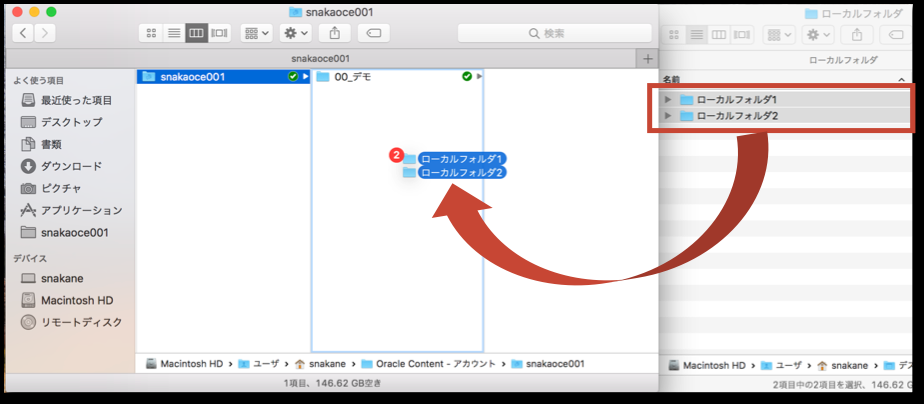 snakaoce001
検索
snakaoce001
よく使う項目
最近使った項目
デスクトップ
書類
ダウンロード
ピクチャ
アプリケーション
snakaoce001
デバイス
snakane
Macintosh HD
リモートディスク
snakaoce001
00_デモ
2
ローカルフォルダ1
ローカルフォルダ2
Macintosh HD
ユーザ
snakane
Oracle Content - アカウント
snakaoce001
1項目、146.62 GB空き
ローカルフォルダ
ローカルフォルダ
名前
ローカルフォルダ1
ローカルフォルダ2
Macintosh HD
ユーザ
snakane
デス
2項目中の2項目を選択、146.62